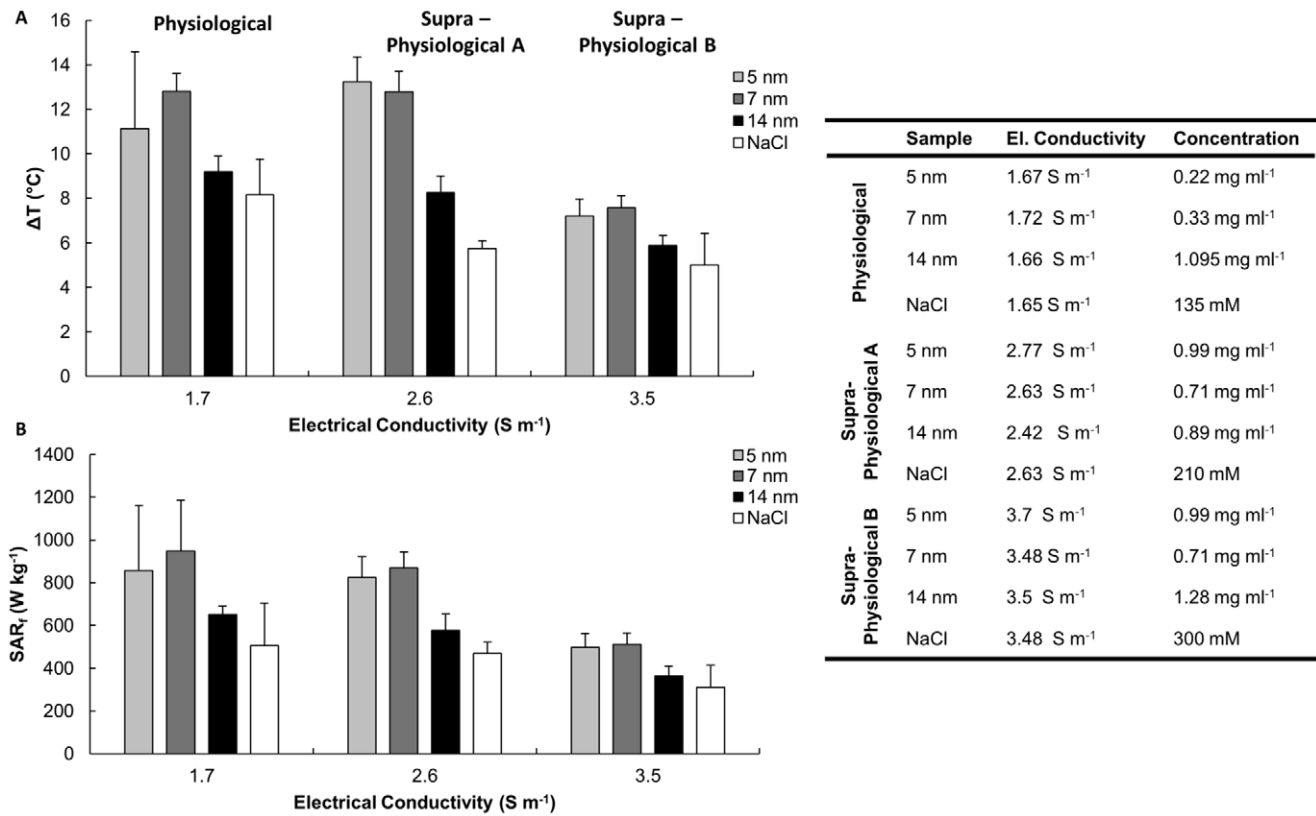 A
Physiological
Supra –
Physiological A
Supra –
Physiological B
16
14
12
10
8
6
4
2
0
ΔT (°C)
5 nm
7 nm
14 nm
NaCl
1.7
2.6
3.5
Electrical Conductivity (S m⁻¹)
B
1400
1200
1000
800
600
400
200
0
SARf (W kg⁻¹)
5 nm
7 nm
14 nm
NaCl
1.7
2.6
3.5
Electrical Conductivity (S m⁻¹)
Sample El. Conductivity Concentration
Physiological
5 nm 1.67 S m⁻¹ 0.22 mg ml⁻¹
7 nm 1.72 S m⁻¹ 0.33 mg ml⁻¹
14 nm 1.66 S m⁻¹ 1.095 mg ml⁻¹
NaCl 1.65 S m⁻¹ 135 mM
Supra-
Physiological A
5 nm 2.77 S m⁻¹ 0.99 mg ml⁻¹
7 nm 2.63 S m⁻¹ 0.71 mg ml⁻¹
14 nm 2.42 S m⁻¹ 0.89 mg ml⁻¹
NaCl 2.63 S m⁻¹ 210 mM
Supra-
Physiological B
5 nm 3.7 S m⁻¹ 0.99 mg ml⁻¹
7 nm 3.48 S m⁻¹ 0.71 mg ml⁻¹
14 nm 3.5 S m⁻¹ 1.28 mg ml⁻¹
NaCl 3.48 S m⁻¹ 300 mM